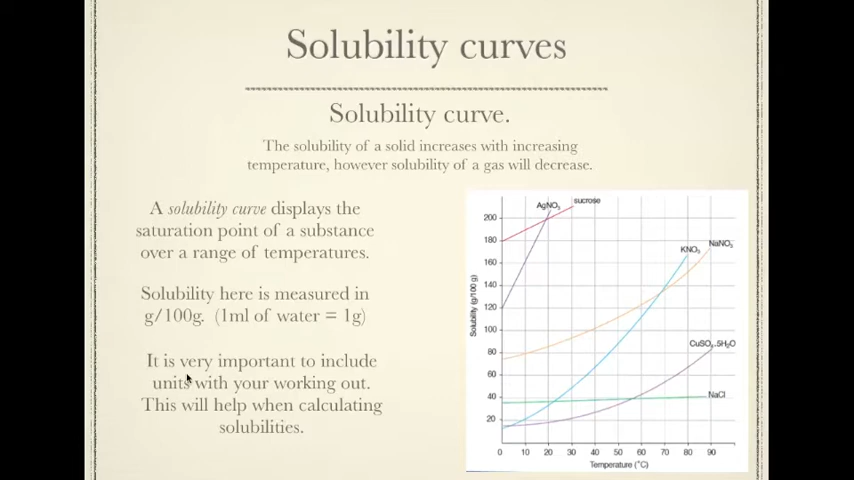 Solubility curves
Solubility curve.
The solubility of a solid increases with increasing
temperature, however solubility of a gas will decrease.
A solubility curve displays the
saturation point of a substance
over a range of temperatures.
Solubility here is measured in
g/100g. (1ml of water = 1g)
It is very important to include
units with your working out.
This will help when calculating
solubilities.
AgNO₃
sucrose
KNO₃
NaNO₃
CuSO₄.5H₂O
NaCl
Solubility (g/100 g)
200
180
160
140
120
100
80
60
40
20
0 10 20 30 40 50 60 70 80 90
Temperature (°C)